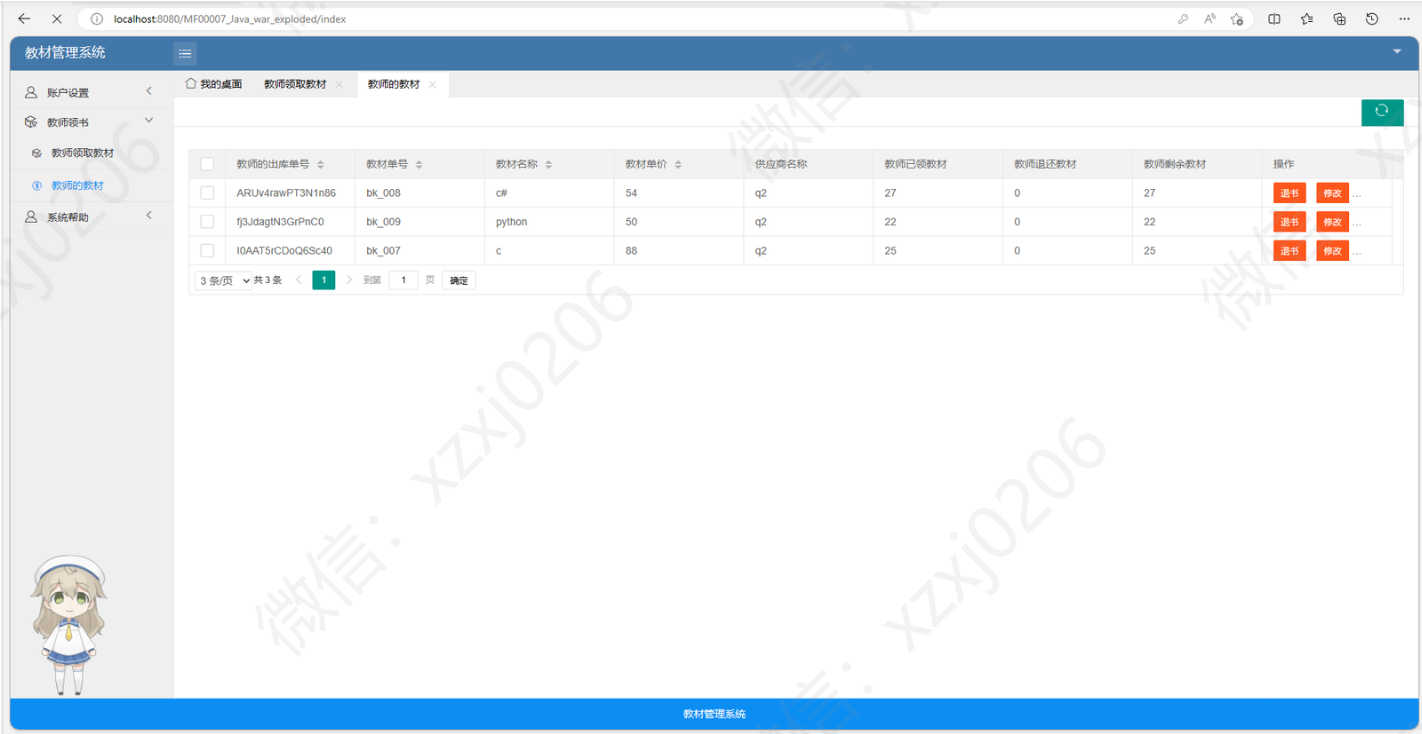 localhost:8080/MF00007_Java_war_exploded/index
教材管理系统
我的桌面 教师领取教材 教师的教材
账户设置
教师领书
教师领取教材
教师的教材
系统帮助
教师的出库单号 教材单号 教材名称 教材单价 供应商名称 教师已领教材 教师退还教材 教师剩余教材 操作
ARUv4rawPT3N1n86 bk_008 c# 54 q2 27 0 27 退书 修改 ...
fj3JdagtN3GrPnC0 bk_009 python 50 q2 22 0 22 退书 修改 ...
I0AAT5rCDoQ6Sc40 bk_007 c 88 q2 25 0 25 退书 修改 ...
3 条/页 共 3 条 1 到第 1 页 确定
微信：xzxj0206
微信：xzxj0206
教材管理系统